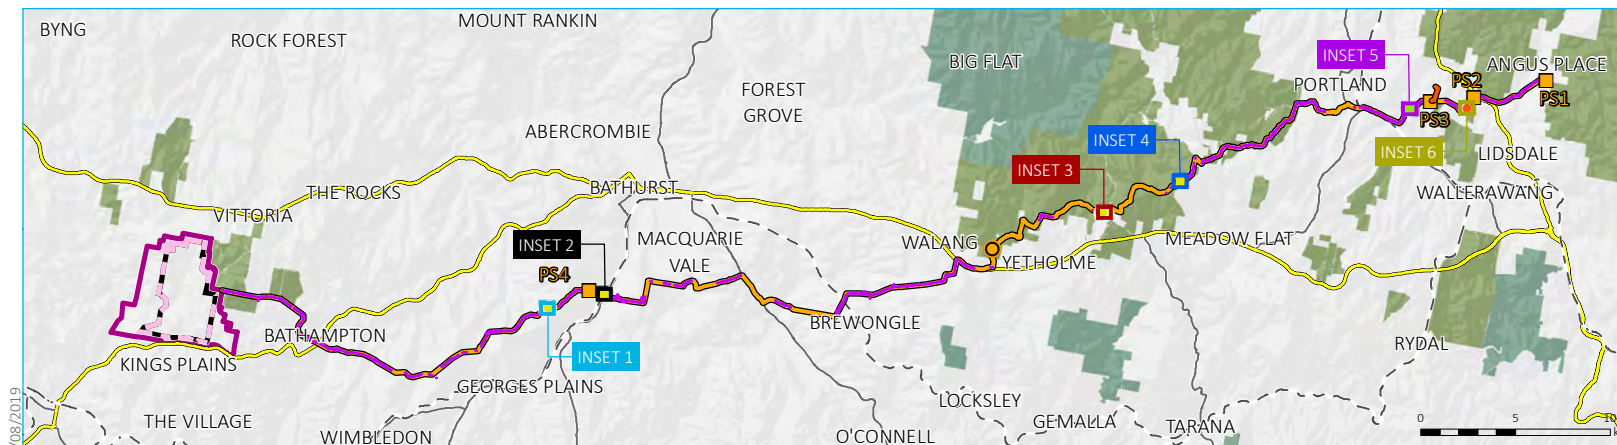 MOUNT RANKIN
BYNG
ROCK FOREST
BIG FLAT
INSET 5
ANGUS PLACE
PORTLAND
PS2
PS1
PS3
FOREST
GROVE
ABERCROMBIE
INSET 4
INSET 6
LIDSDALE
INSET 3
THE ROCKS
BATHURST
WALLERAWANG
VITTORIA
INSET 2
MACQUARIE
VALE
WALANG
MEADOW FLAT
YETHOLME
PS4
BREWONGLE
BATHAMPTON
INSET 1
RYDAL
KINGS PLAINS
GEORGES PLAINS
LOCKSLEY
THE VILLAGE
GEMALLA
TARANA
WIMBLEDON
O'CONNELL
0 5 10
/08/2019